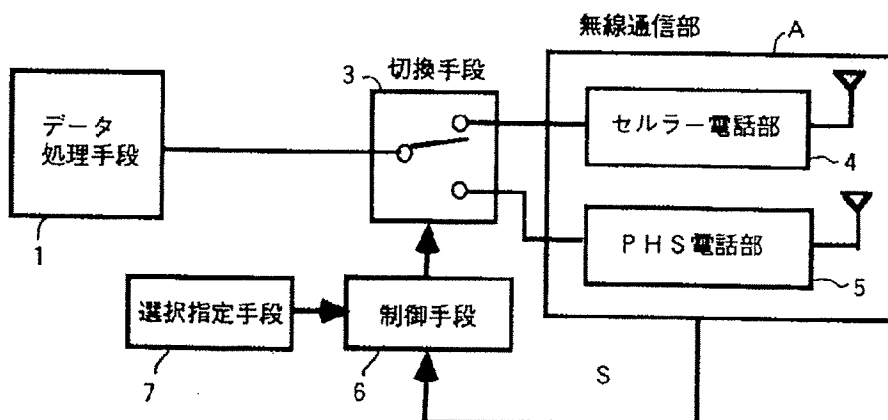 無線通信部
A
3
切換手段
データ
処理手段
1
セルラー電話部
4
PHS電話部
5
選択指定手段
7
制御手段
6
S